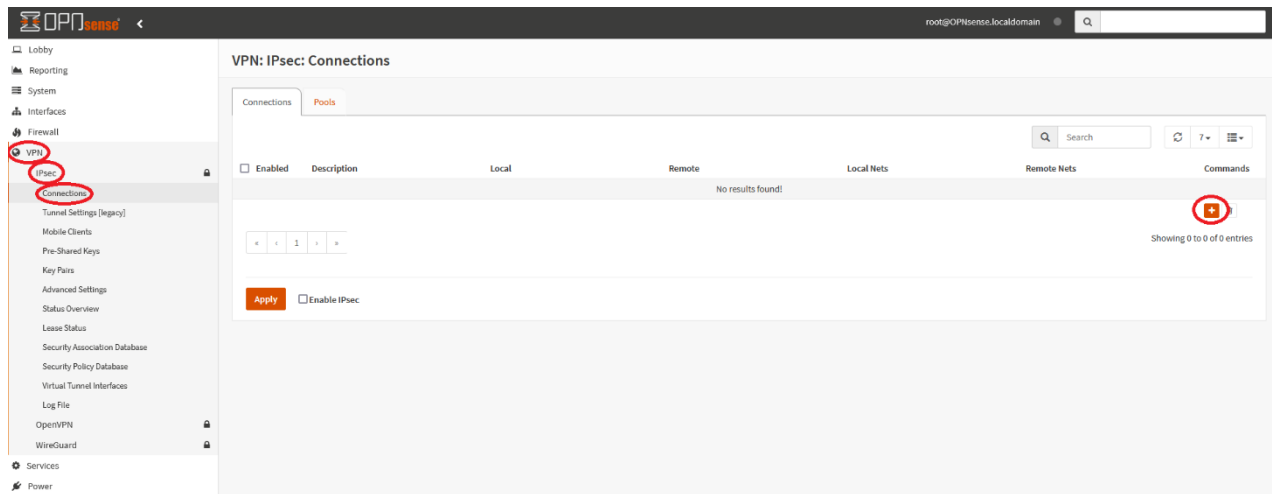 OPNsense
root@OPNsense.localdomain
Lobby
Reporting
System
Interfaces
Firewall
VPN
IPsec
Connections
Tunnel Settings [legacy]
Mobile Clients
Pre-Shared Keys
Key Pairs
Advanced Settings
Status Overview
Lease Status
Security Association Database
Security Policy Database
Virtual Tunnel Interfaces
Log File
OpenVPN
WireGuard
Services
Power
VPN: IPsec: Connections
Connections Pools
Search 7
Enabled Description Local Remote Local Nets Remote Nets Commands
No results found!
« ‹ 1 › »
Showing 0 to 0 of 0 entries
Apply Enable IPsec